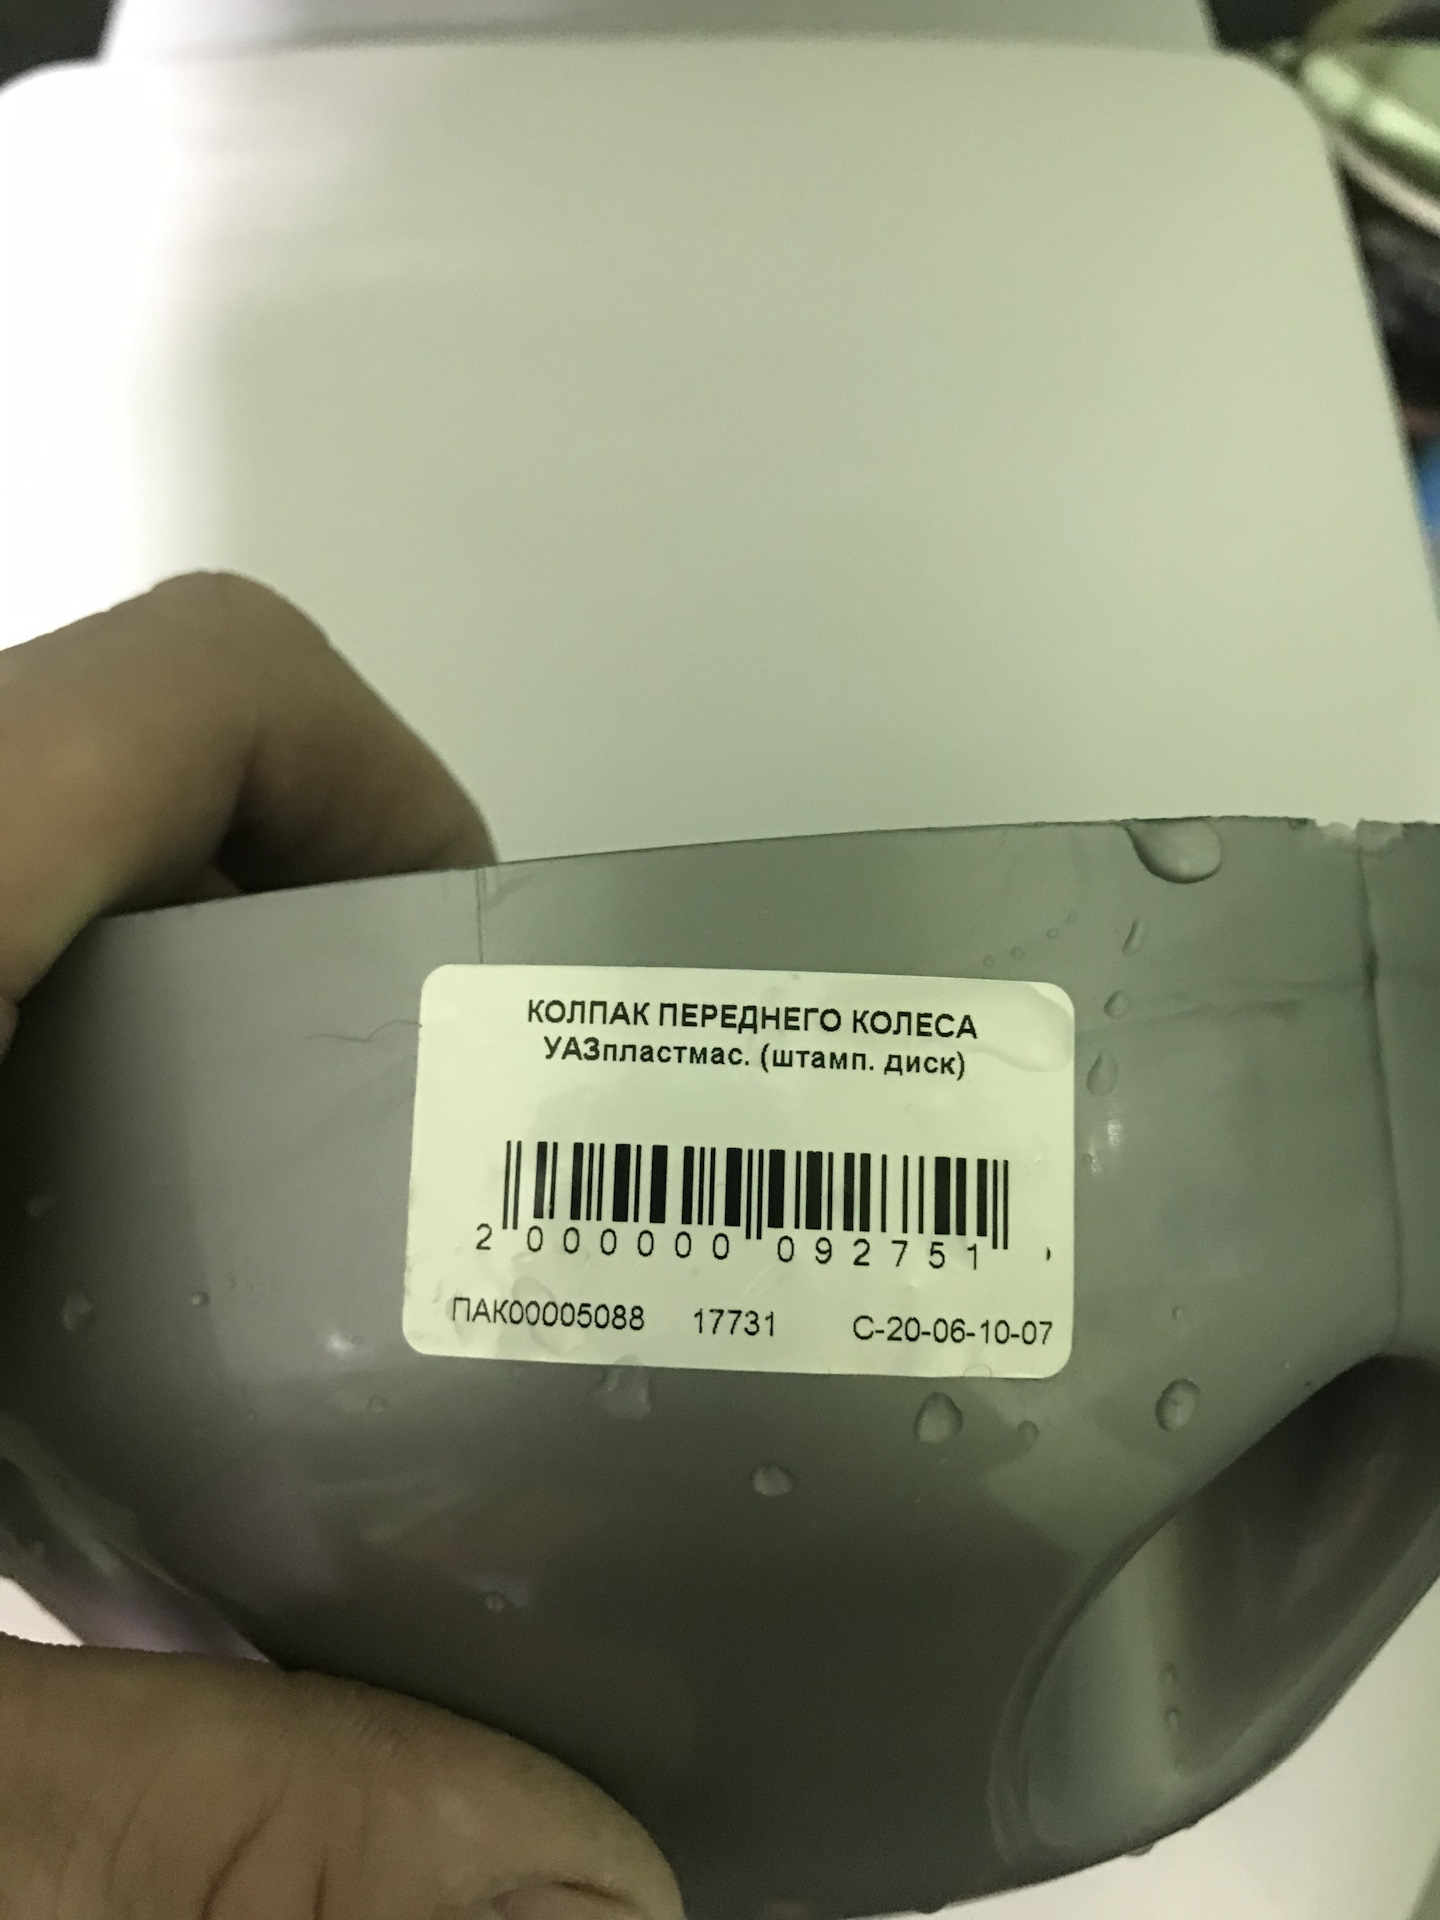 КОЛПАК ПЕРЕДНЕГО КОЛЕСА
УАЗпластмас. (штамп. диск)
2 000000 092751
ПАК00005088 17731 С-20-06-10-07